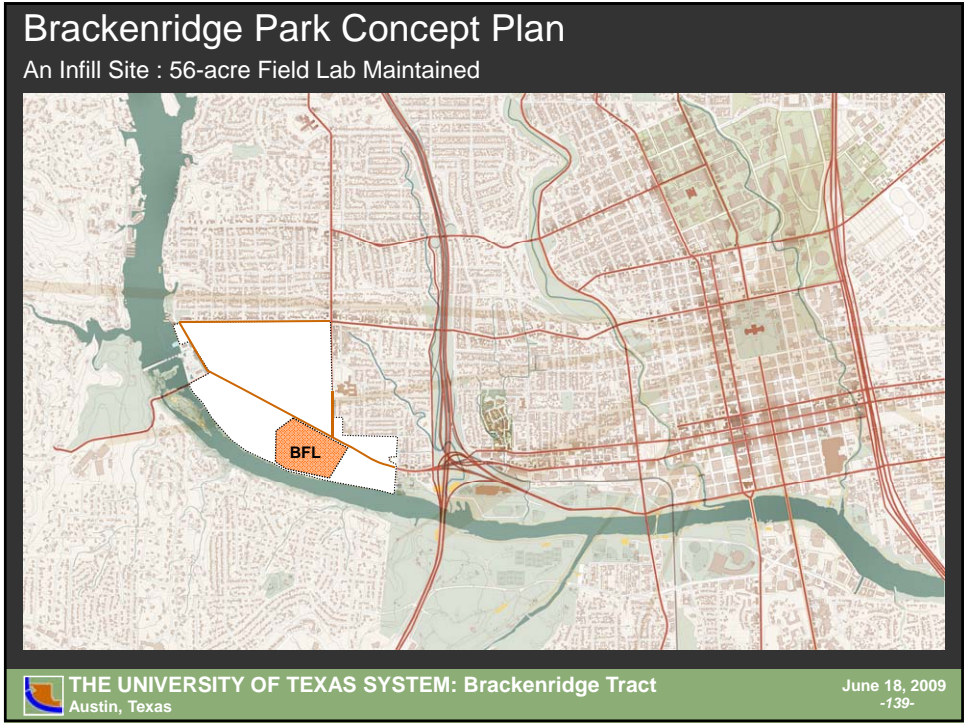 Brackenridge Park Concept Plan
An Infill Site : 56-acre Field Lab Maintained
BFL
THE UNIVERSITY OF TEXAS SYSTEM: Brackenridge Tract
Austin, Texas
June 18, 2009
-139-